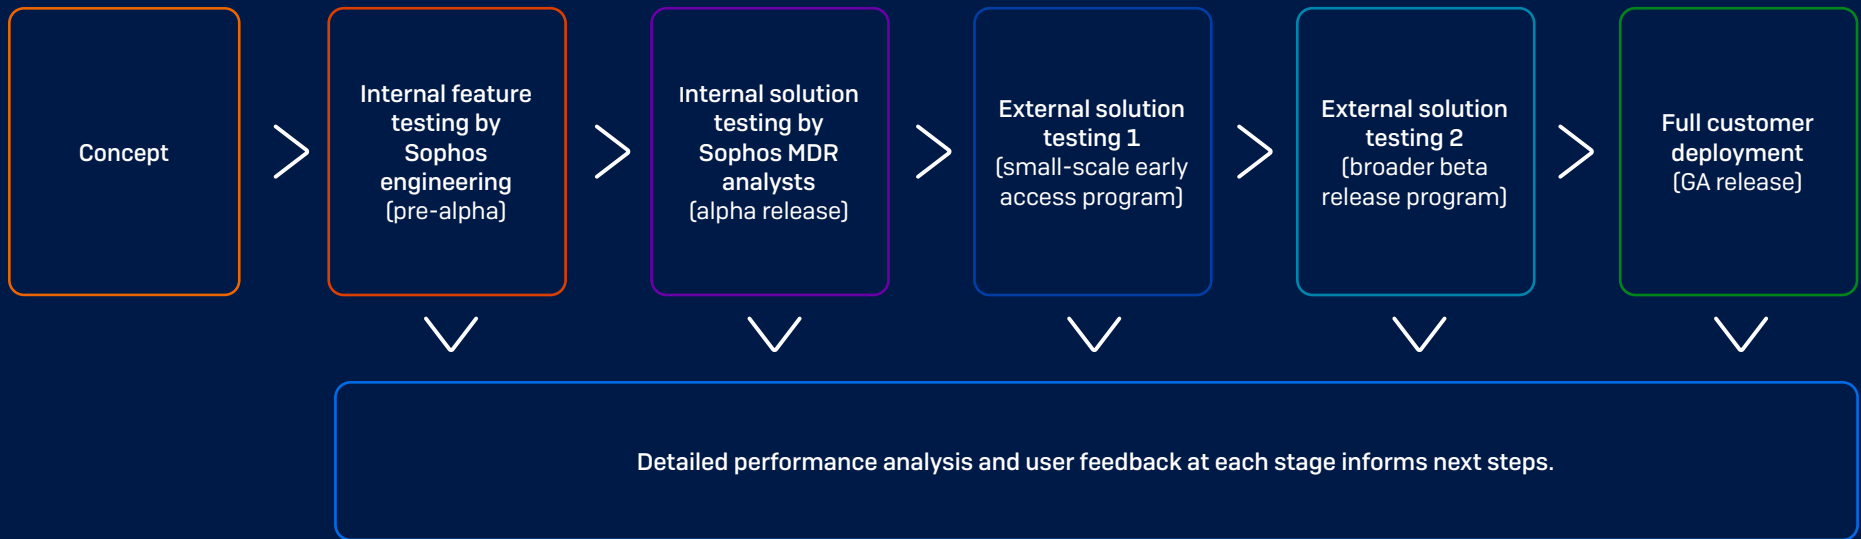 Concept
Internal feature
testing by
Sophos
engineering
(pre-alpha)
Internal solution
testing by
Sophos MDR
analysts
(alpha release)
External solution
testing 1
(small-scale early
access program)
External solution
testing 2
(broader beta
release program)
Full customer
deployment
(GA release)
Detailed performance analysis and user feedback at each stage informs next steps.